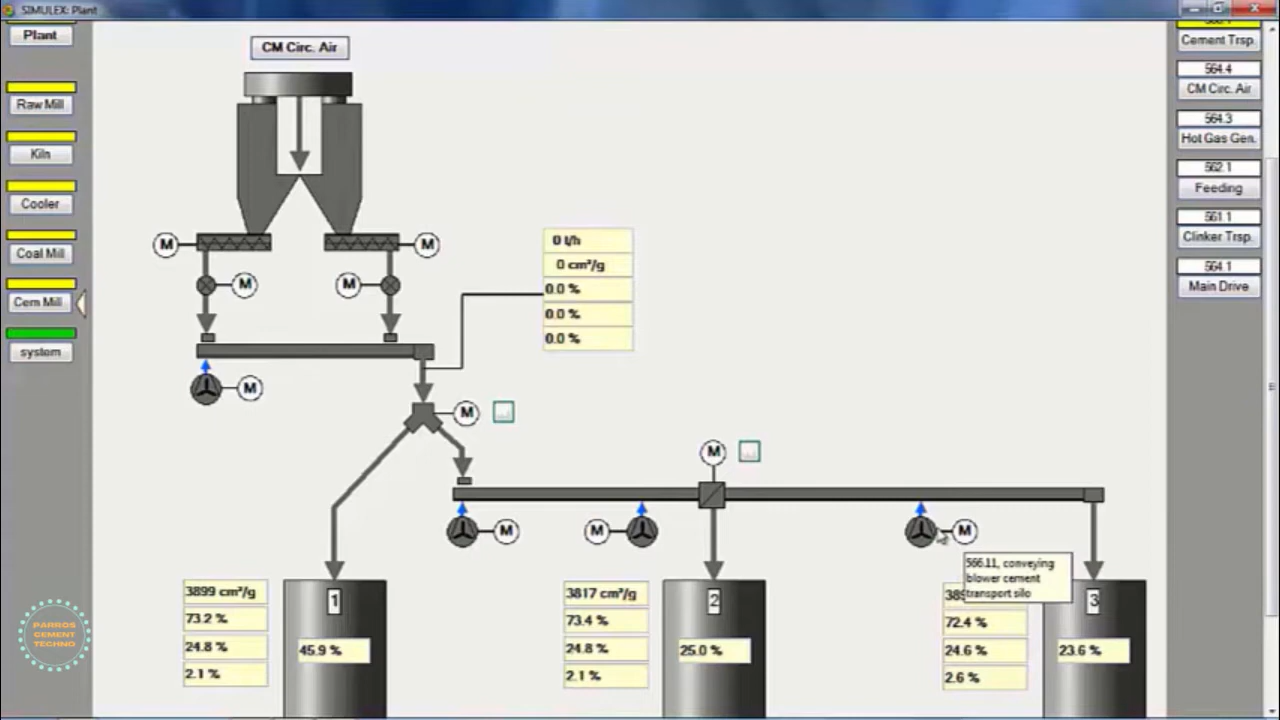 SIMULEX: Plant
Plant
Raw Mill
Kiln
Cooler
Coal Mill
Cem Mill
system
CM Circ. Air
M
M
M
M
M
M
0 t/h
0 cm²/g
0.0 %
0.0 %
0.0 %
M
M
M
M
566.11, conveying
blower cement
transport silo
3899 cm²/g
73.2 %
24.8 %
2.1 %
1
45.9 %
3817 cm²/g
73.4 %
24.8 %
2.1 %
2
25.0 %
72.4 %
24.6 %
2.6 %
3
23.6 %
Cement Trsp.
564.4
CM Circ. Air
564.3
Hot Gas Gen.
562.1
Feeding
561.1
Clinker Trsp.
564.1
Main Drive
PARROS
CEMENT
TECHNO